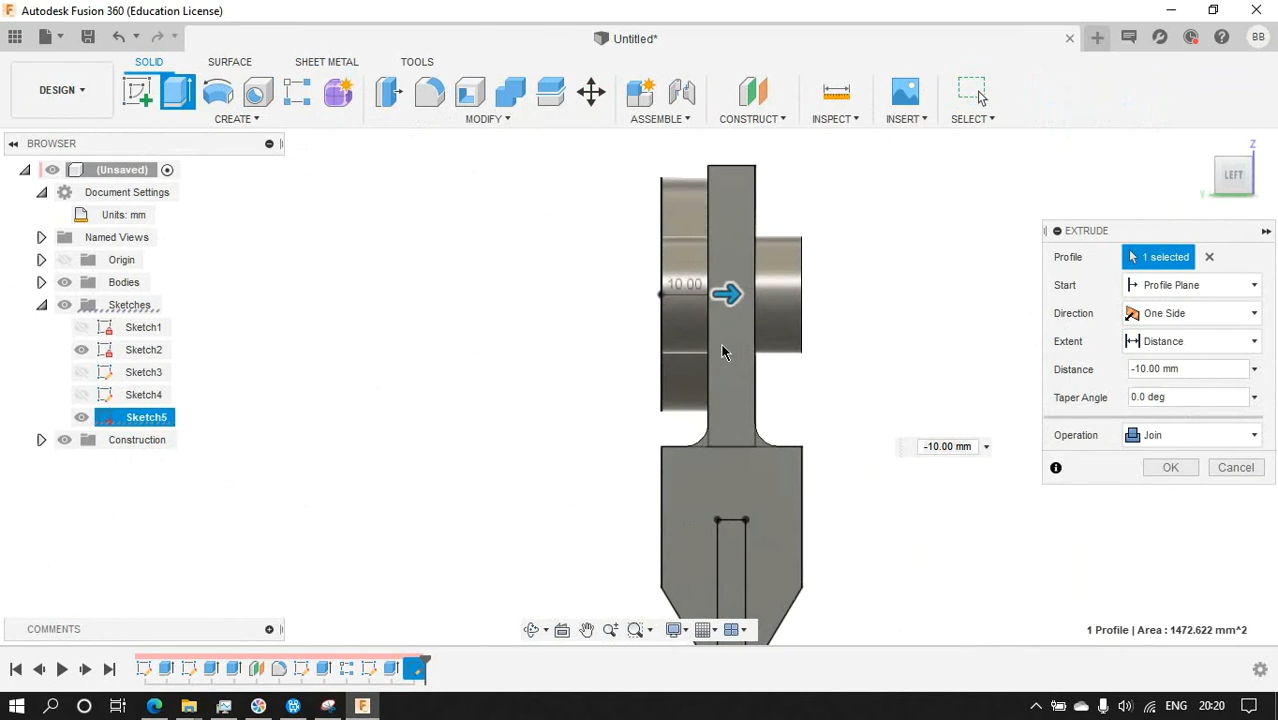 Autodesk Fusion 360 (Education License)
Untitled*
BB
SOLID
SURFACE
SHEET METAL
TOOLS
DESIGN
CREATE
MODIFY
ASSEMBLE
CONSTRUCT
INSPECT
INSERT
SELECT
BROWSER
(Unsaved)
Document Settings
Units: mm
Named Views
Origin
Bodies
Sketches
Sketch1
Sketch2
Sketch3
Sketch4
Sketch5
Construction
10.00
-10.00 mm
Z
LEFT
Y
EXTRUDE
Profile 1 selected
Start Profile Plane
Direction One Side
Extent Distance
Distance -10.00 mm
Taper Angle 0.0 deg
Operation Join
OK Cancel
COMMENTS
1 Profile | Area : 1472.622 mm^2
ENG 20:20